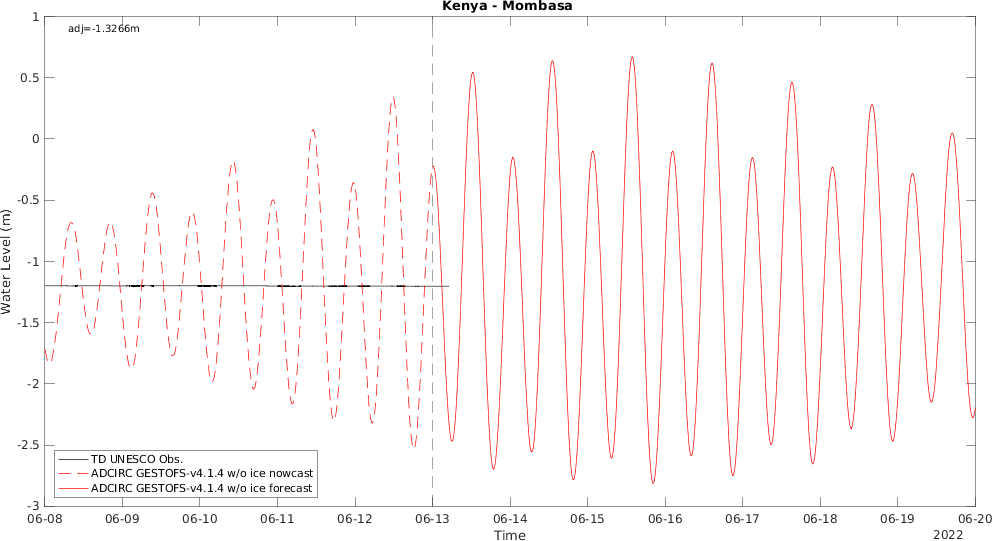 Kenya - Mombasa
adj=-1.3266m
1
0.5
0
-0.5
-1
-1.5
-2
-2.5
-3
Water Level (m)
TD UNESCO Obs.
ADCIRC GESTOFS-v4.1.4 w/o ice nowcast
ADCIRC GESTOFS-v4.1.4 w/o ice forecast
06-08 06-09 06-10 06-11 06-12 06-13 06-14 06-15 06-16 06-17 06-18 06-19 06-20
Time
2022